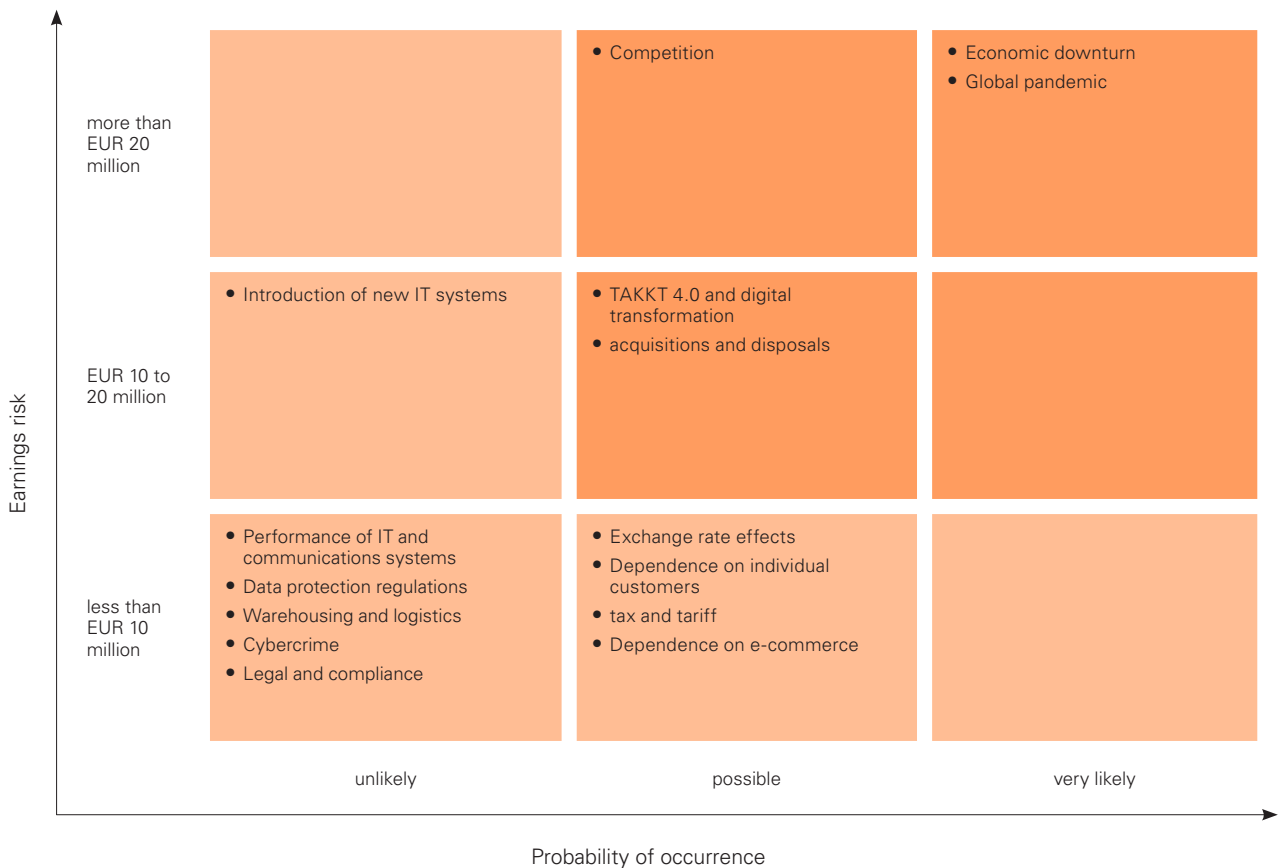 more than
EUR 20
million
• Competition
• Economic downturn
• Global pandemic
EUR 10 to
20 million
• Introduction of new IT systems
• TAKKT 4.0 and digital
transformation
• acquisitions and disposals
Earnings risk
less than
EUR 10
million
• Performance of IT and
communications systems
• Data protection regulations
• Warehousing and logistics
• Cybercrime
• Legal and compliance
• Exchange rate effects
• Dependence on individual
customers
• tax and tariff
• Dependence on e-commerce
unlikely
possible
very likely
Probability of occurrence